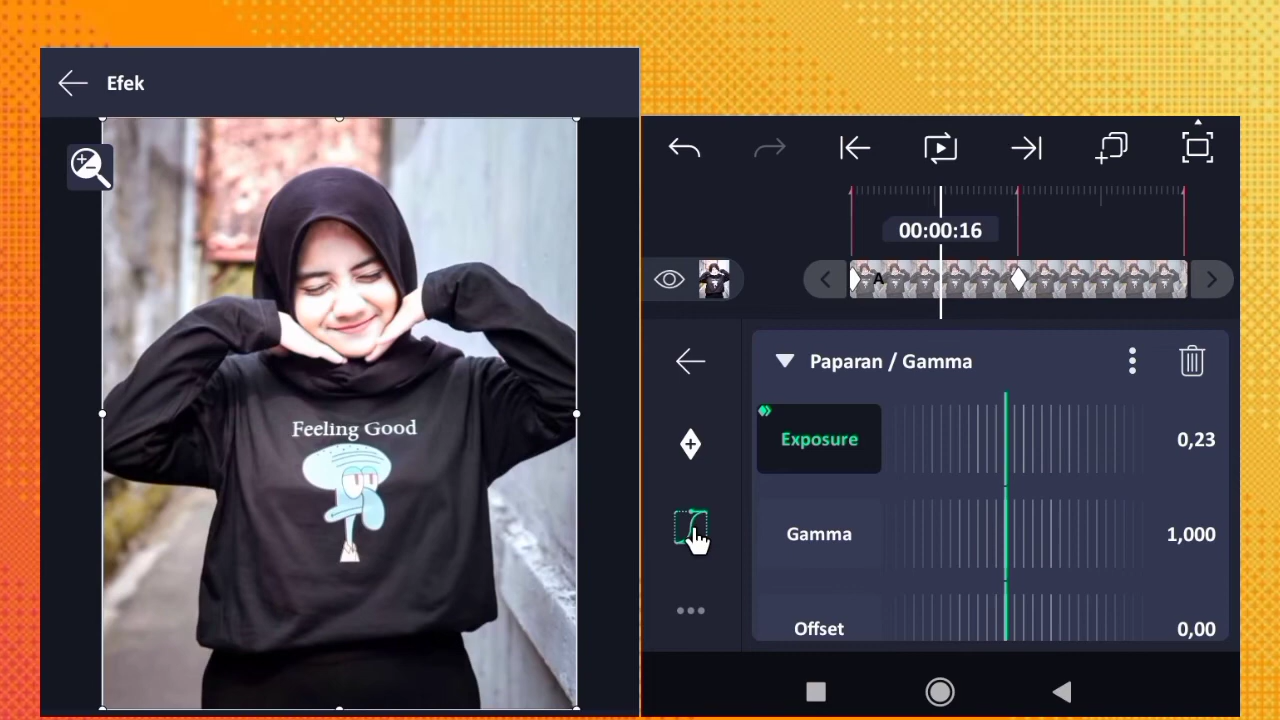 Efek
Feeling Good
00:00:16
A
Paparan / Gamma
Exposure
0,23
Gamma
1,000
Offset
0,00